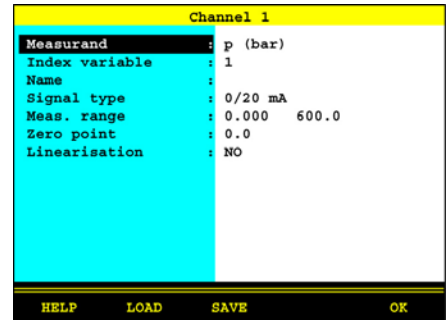 Channel 1
Measurand : p (bar)
Index variable : 1
Name :
Signal type : 0/20 mA
Meas. range : 0.000 600.0
Zero point : 0.0
Linearisation : NO
HELP LOAD SAVE OK